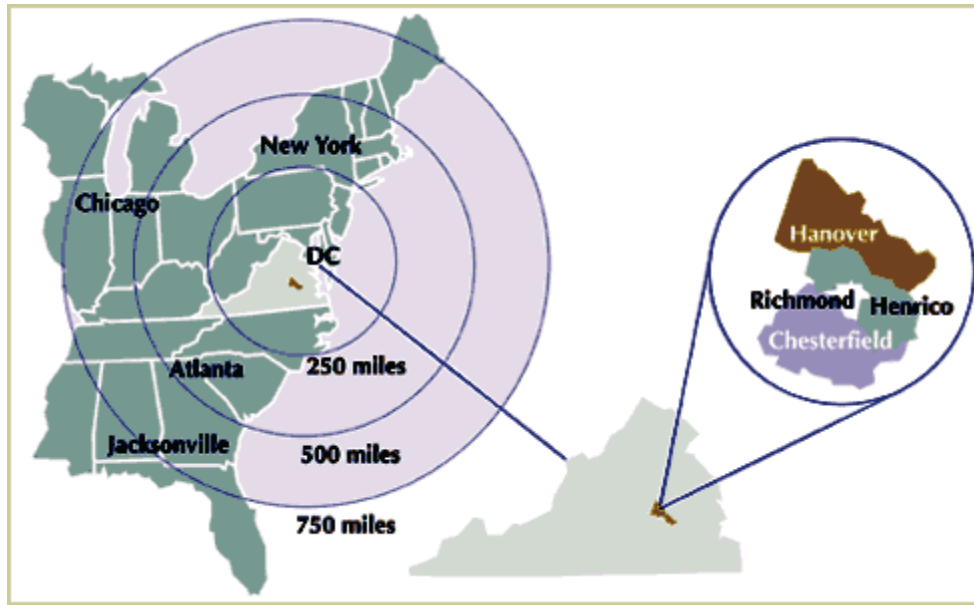 New York
Chicago
DC
Atlanta
250 miles
Jacksonville
500 miles
750 miles
Hanover
Richmond
Henrico
Chesterfield